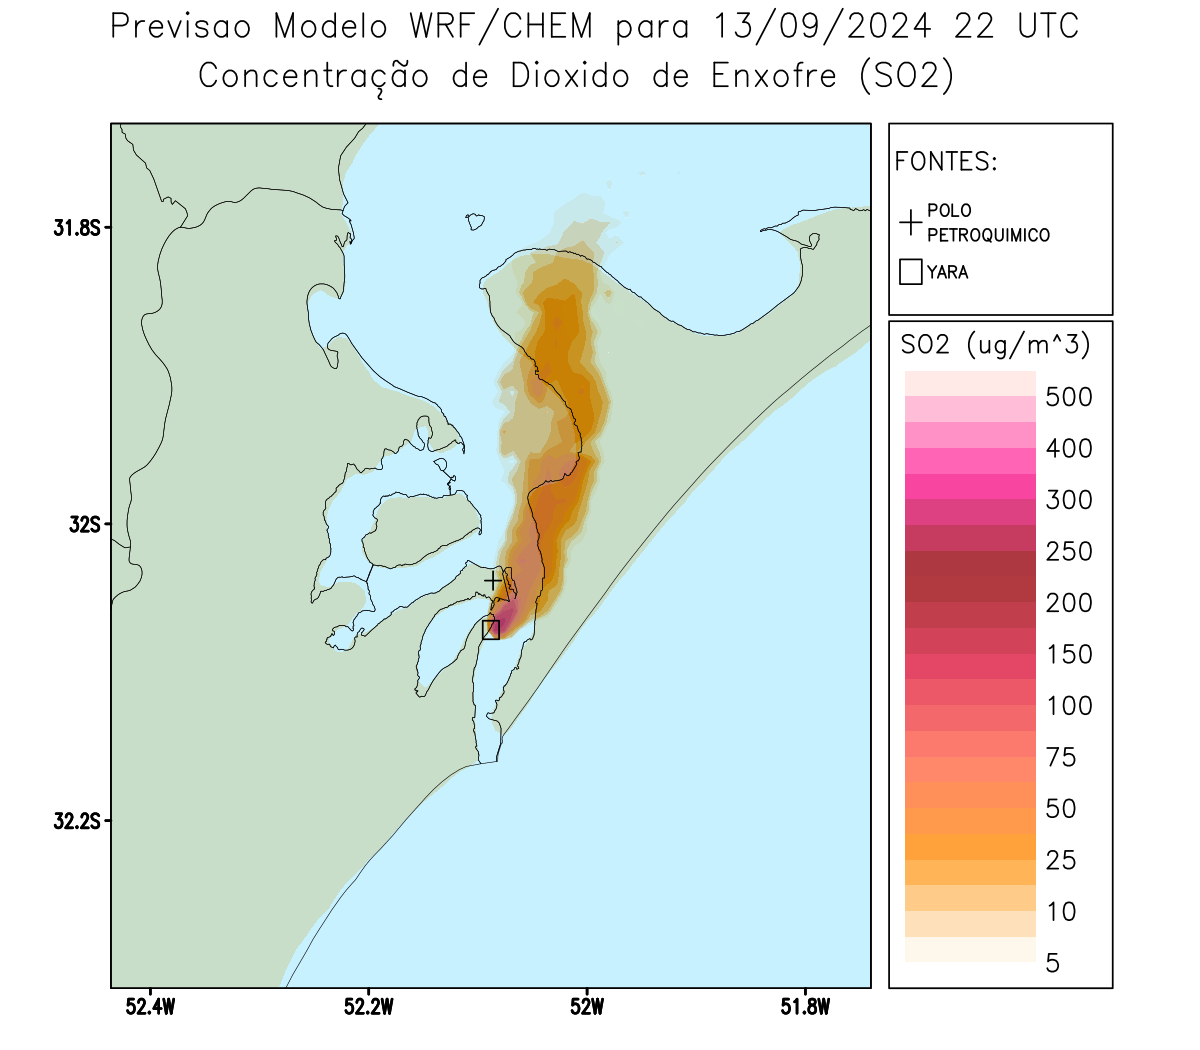 Previsao Modelo WRF/CHEM para 13/09/2024 22 UTC
Concentração de Dioxido de Enxofre (SO2)
FONTES:
POLO
PETROQUIMICO
YARA
SO2 (ug/m^3)
500
400
300
250
200
150
100
75
50
25
10
5
31.8S
32S
32.2S
52.4W
52.2W
52W
51.8W